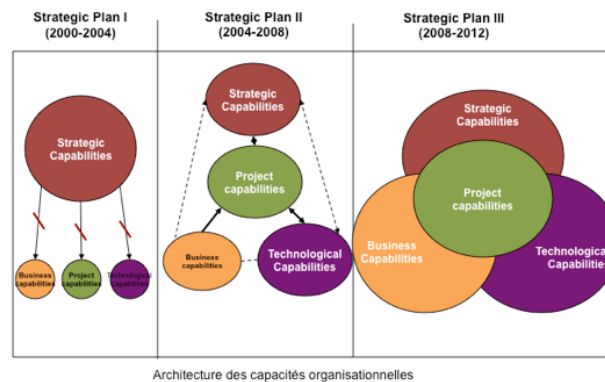 Strategic Plan I
(2000-2004)
Strategic Plan II
(2004-2008)
Strategic Plan III
(2008-2012)
Strategic
Capabilities
Business
capabilities
Project
capabilities
Technological
capabilities
Strategic
Capabilities
Project
capabilities
Business
capabilities
Technological
Capabilities
Strategic
Capabilities
Project
capabilities
Business
Capabilities
Technological
Capabilities
Architecture des capacités organisationnelles